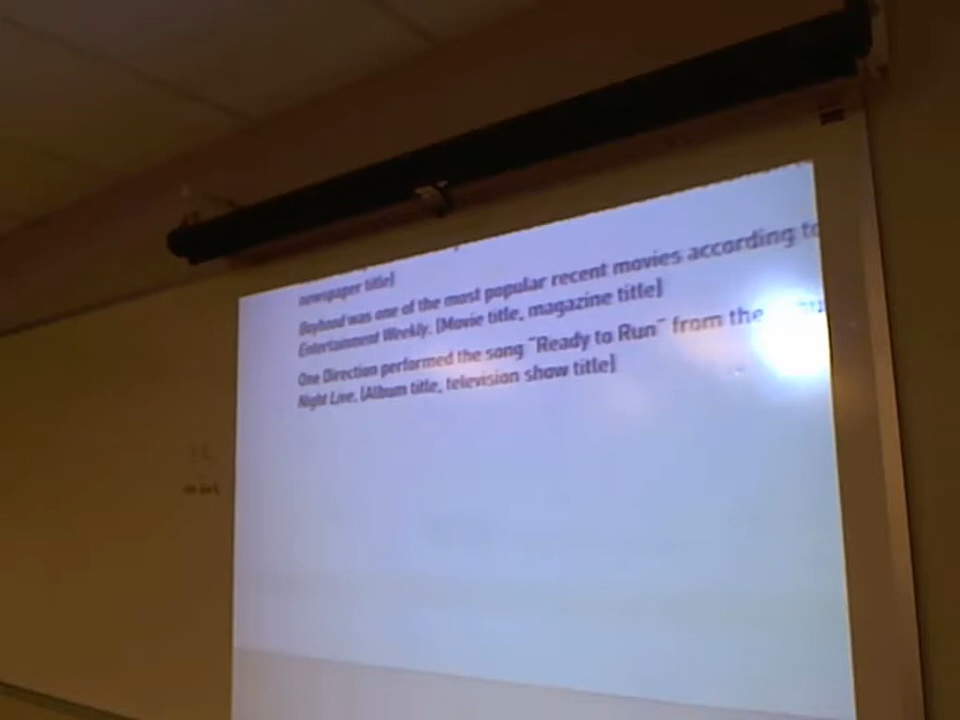 newspaper title]
Boyhood was one of the most popular recent movies according to
Entertainment Weekly. [Movie title, magazine title]
One Direction performed the song "Ready to Run" from the
Night Live. [Album title, television show title]